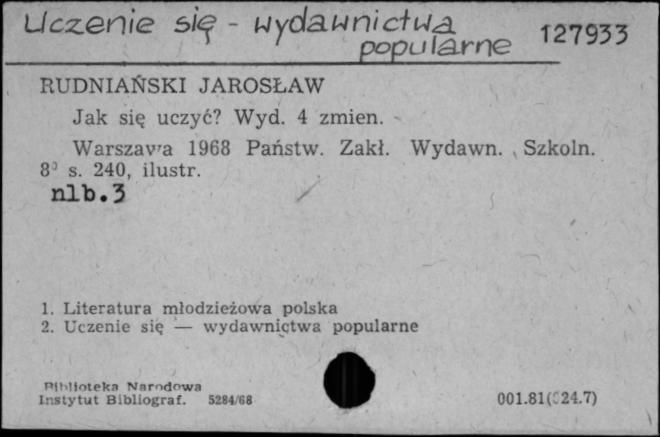 Uczenie się - wydawnictwa popularne 127933
RUDNIAŃSKI JAROSŁAW
Jak się uczyć? Wyd. 4 zmien.
Warszawa 1968 Państw. Zakł. Wydawn. Szkoln.
8° s. 240, ilustr.
nlb.3
1. Literatura młodzieżowa polska
2. Uczenie się — wydawnictwa popularne
Biblioteka Narodowa
Instytut Bibliograf. 5284/68 001.81(024.7)